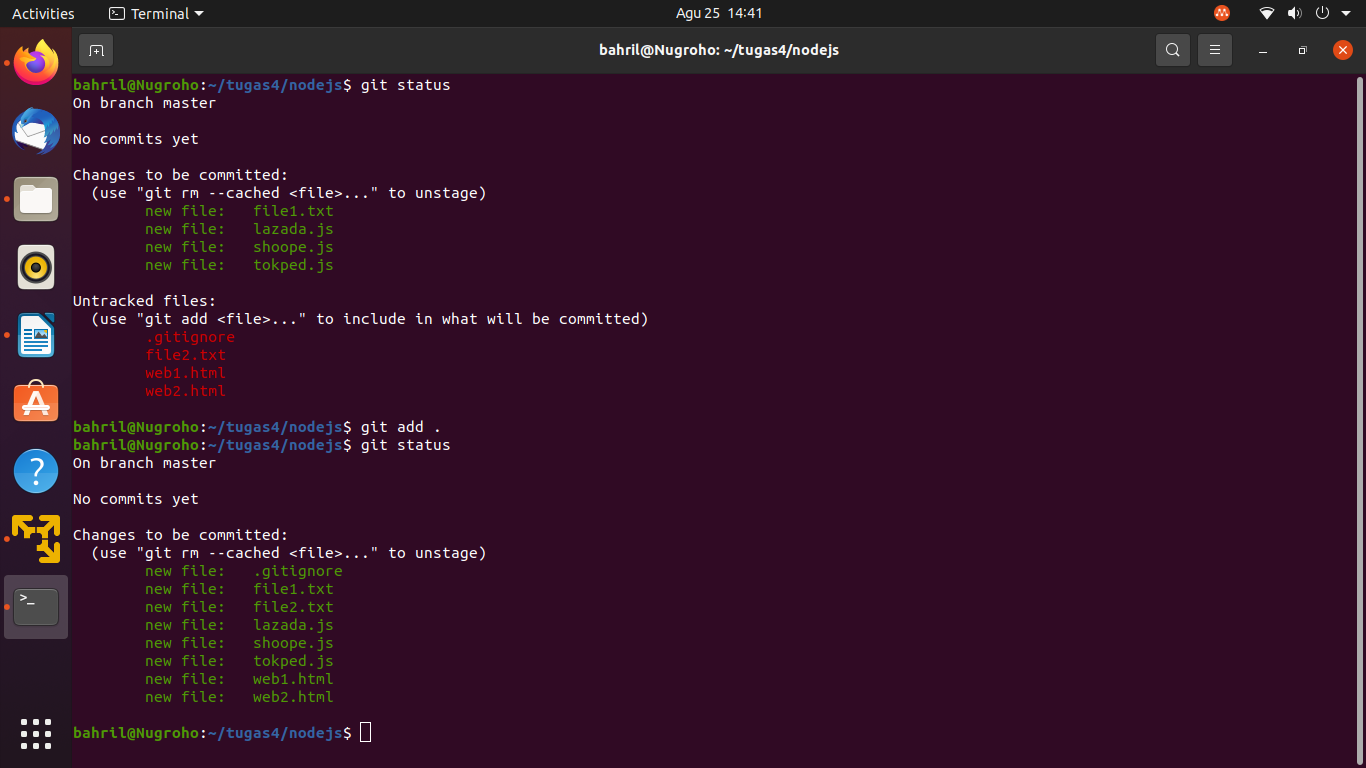 Activities
Terminal
Agu 25 14:41
bahril@Nugroho: ~/tugas4/nodejs
bahril@Nugroho:~/tugas4/nodejs$ git status
On branch master
No commits yet
Changes to be committed:
  (use "git rm --cached <file>..." to unstage)
        new file:   file1.txt
        new file:   lazada.js
        new file:   shoope.js
        new file:   tokped.js
Untracked files:
  (use "git add <file>..." to include in what will be committed)
        .gitignore
        file2.txt
        web1.html
        web2.html
bahril@Nugroho:~/tugas4/nodejs$ git add .
bahril@Nugroho:~/tugas4/nodejs$ git status
On branch master
No commits yet
Changes to be committed:
  (use "git rm --cached <file>..." to unstage)
        new file:   .gitignore
        new file:   file1.txt
        new file:   file2.txt
        new file:   lazada.js
        new file:   shoope.js
        new file:   tokped.js
        new file:   web1.html
        new file:   web2.html
bahril@Nugroho:~/tugas4/nodejs$